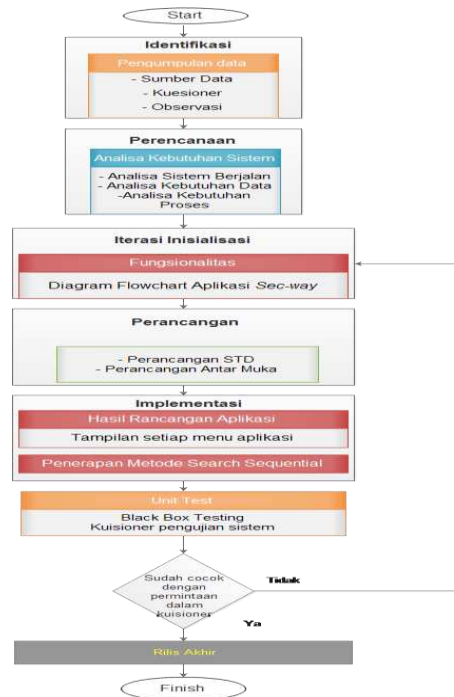 Start
Identifikasi
Pengumpulan data
- Sumber Data
- Kuesioner
- Observasi
Perencanaan
Analisa Kebutuhan Sistem
- Analisa Sistem Berjalan
- Analisa Kebutuhan Data
-Analisa Kebutuhan
Proses
Iterasi Inisialisasi
Fungsionalitas
Diagram Flowchart Aplikasi Sec-way
Perancangan
- Perancangan STD
- Perancangan Antar Muka
Implementasi
Hasil Rancangan Aplikasi
Tampilan setiap menu aplikasi
Penerapan Metode Search Sequential
Unit Test
Black Box Testing
Kuisioner pengujian sistem
Sudah cocok
dengan
permintaan
dalam
kuisioner
Tidak
Ya
Rilis Akhir
Finish